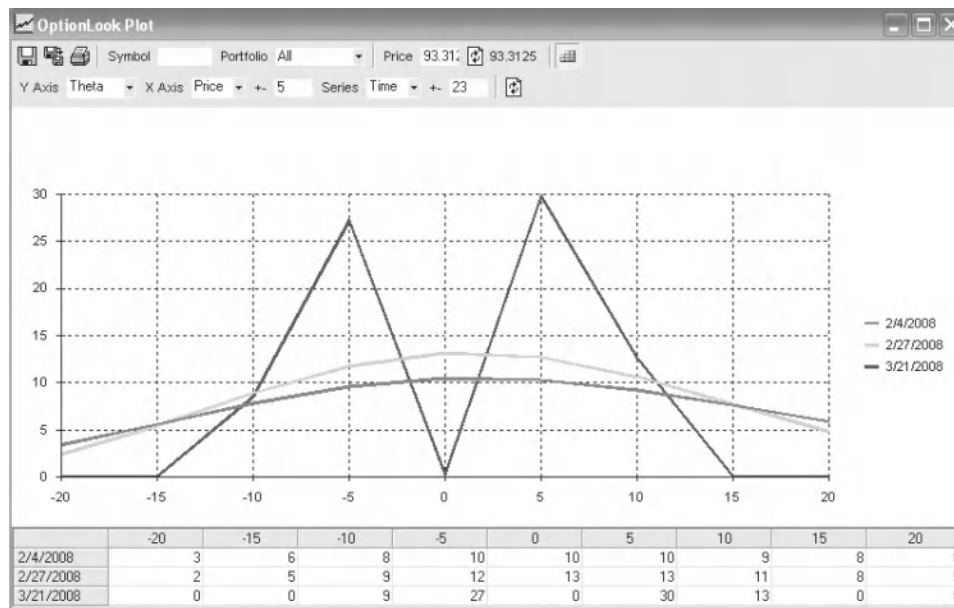 OptionLook Plot
Symbol Portfolio All Price 93.312 93.3125
Y Axis Theta X Axis Price +- 5 Series Time +- 23
30
25
20
15
10
5
0
-20 -15 -10 -5 0 5 10 15 20
2/4/2008
2/27/2008
3/21/2008
-20 -15 -10 -5 0 5 10 15 20
2/4/2008 3 6 8 10 10 10 9 8
2/27/2008 2 5 9 12 13 13 11 8
3/21/2008 0 0 9 27 0 30 13 0